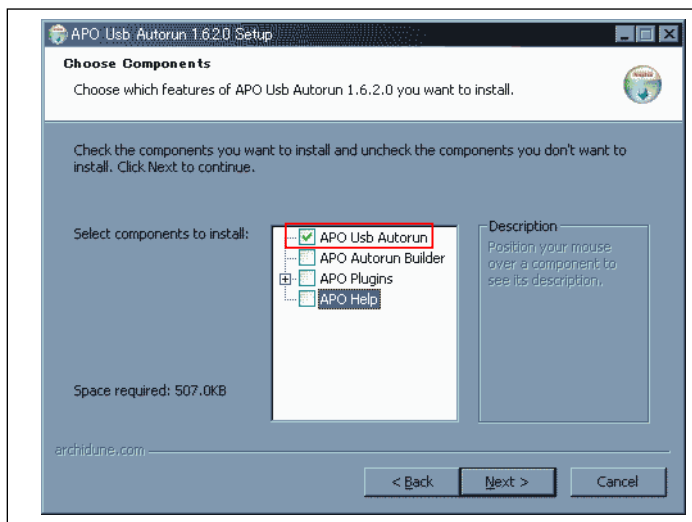 APO Usb Autorun 1.6.2.0 Setup
Choose Components
Choose which features of APO Usb Autorun 1.6.2.0 you want to install.
Check the components you want to install and uncheck the components you don't want to
install. Click Next to continue.
Select components to install:
APO Usb Autorun
APO Autorun Builder
APO Plugins
APO Help
Description
Position your mouse
over a component to
see its description.
Space required: 507.0KB
archidune.com
< Back
Next >
Cancel